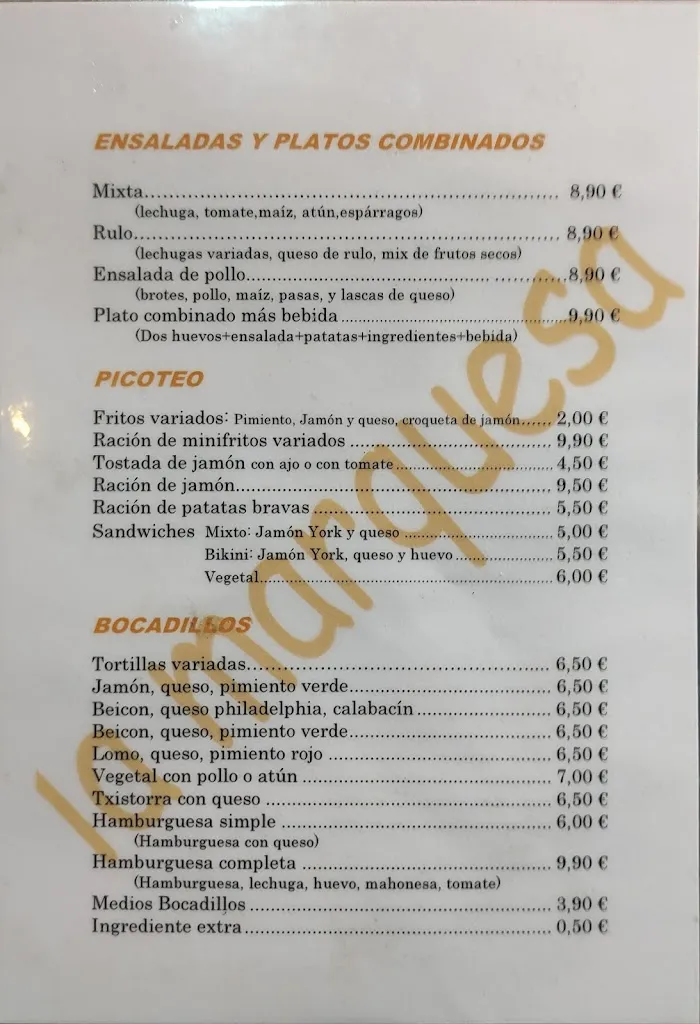 ENSALADAS Y PLATOS COMBINADOS
Mixta.................................................................... 8,90 €
(lechuga, tomate,maíz, atún,espárragos)
Rulo...................................................................... 8,90 €
(lechugas variadas, queso de rulo, mix de frutos secos)
Ensalada de pollo.................................................8,90 €
(brotes, pollo, maíz, pasas, y lascas de queso)
Plato combinado más bebida.............................................9,90 €
(Dos huevos+ensalada+patatas+ingredientes+bebida)
PICOTEO
Fritos variados: Pimiento, Jamón y queso, croqueta de jamón...... 2,00 €
Ración de minifritos variados ........................................ 9,90 €
Tostada de jamón con ajo o con tomate............................... 4,50 €
Ración de jamón............................................................... 9,50 €
Ración de patatas bravas................................................ 5,50 €
Sandwiches Mixto: Jamón York y queso .............................. 5,00 €
Bikini: Jamón York, queso y huevo................... 5,50 €
Vegetal.......................................................... 6,00 €
BOCADILLOS
Tortillas variadas...................................................... 6,50 €
Jamón, queso, pimiento verde........................................ 6,50 €
Beicon, queso philadelphia, calabacín........................... 6,50 €
Beicon, queso, pimiento verde........................................ 6,50 €
Lomo, queso, pimiento rojo ............................................ 6,50 €
Vegetal con pollo o atún ................................................. 7,00 €
Txistorra con queso ........................................................ 6,50 €
Hamburguesa simple ..................................................... 6,00 €
(Hamburguesa con queso)
Hamburguesa completa ................................................. 9,90 €
(Hamburguesa, lechuga, huevo, mahonesa, tomate)
Medios Bocadillos............................................................ 3,90 €
Ingrediente extra............................................................. 0,50 €
la marquesa